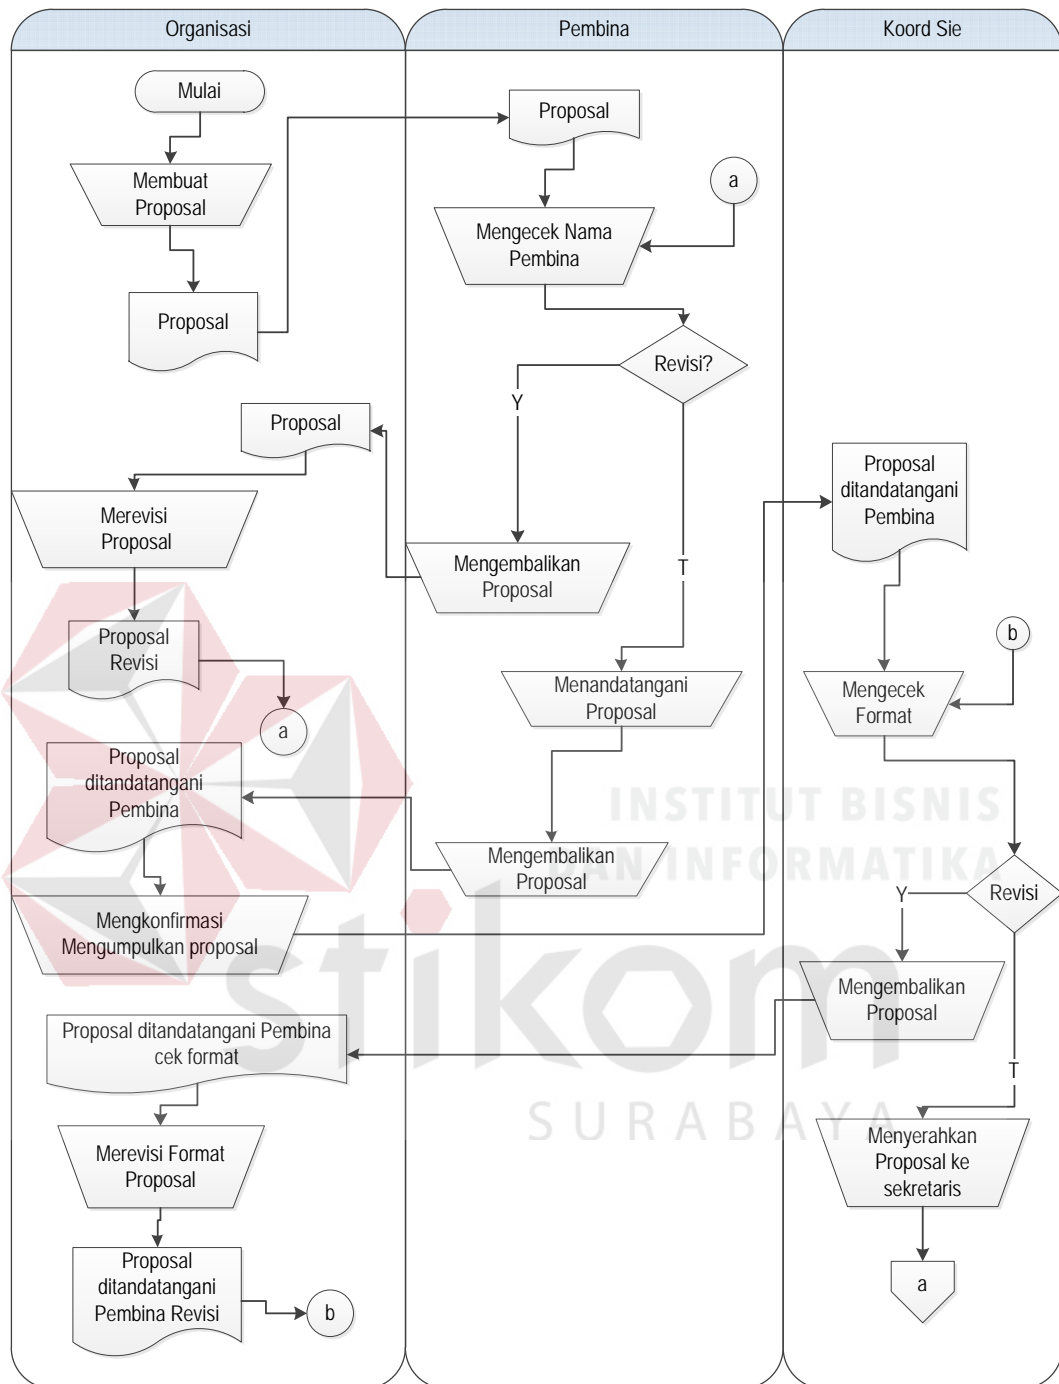 Organisasi
Pembina
Koord Sie
Mulai
Membuat
Proposal
Proposal
Proposal
Mengecek Nama
Pembina
a
Revisi?
Y
T
Proposal
Merevisi
Proposal
Mengembalikan
Proposal
Proposal
Revisi
a
Menandatangani
Proposal
Proposal
ditandatangani
Pembina
Mengembalikan
Proposal
Mengkonfirmasi
Mengumpulkan proposal
Proposal
ditandatangani
Pembina
b
Mengecek
Format
Revisi
Y
T
Mengembalikan
Proposal
Proposal ditandatangani Pembina
cek format
Merevisi Format
Proposal
Proposal
ditandatangani
Pembina Revisi
b
Menyerahkan
Proposal ke
sekretaris
a
INSTITUT BISNIS
DAN INFORMATIKA
stikom
SURABAYA